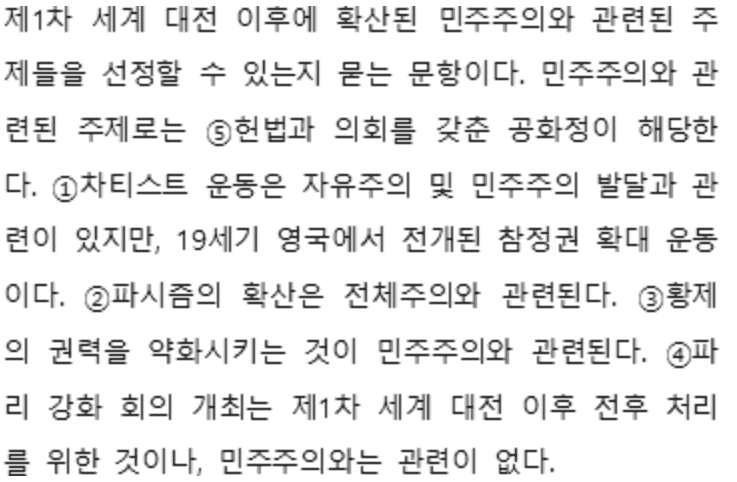 제1차 세계 대전 이후에 확산된 민주주의와 관련된 주
제들을 선정할 수 있는지 묻는 문항이다. 민주주의와 관
련된 주제로는 ⑤헌법과 의회를 갖춘 공화정이 해당한
다. ①차티스트 운동은 자유주의 및 민주주의 발달과 관
련이 있지만, 19세기 영국에서 전개된 참정권 확대 운동
이다. ②파시즘의 확산은 전체주의와 관련된다. ③황제
의 권력을 약화시키는 것이 민주주의와 관련된다. ④파
리 강화 회의 개최는 제1차 세계 대전 이후 전후 처리
를 위한 것이나, 민주주의와는 관련이 없다.